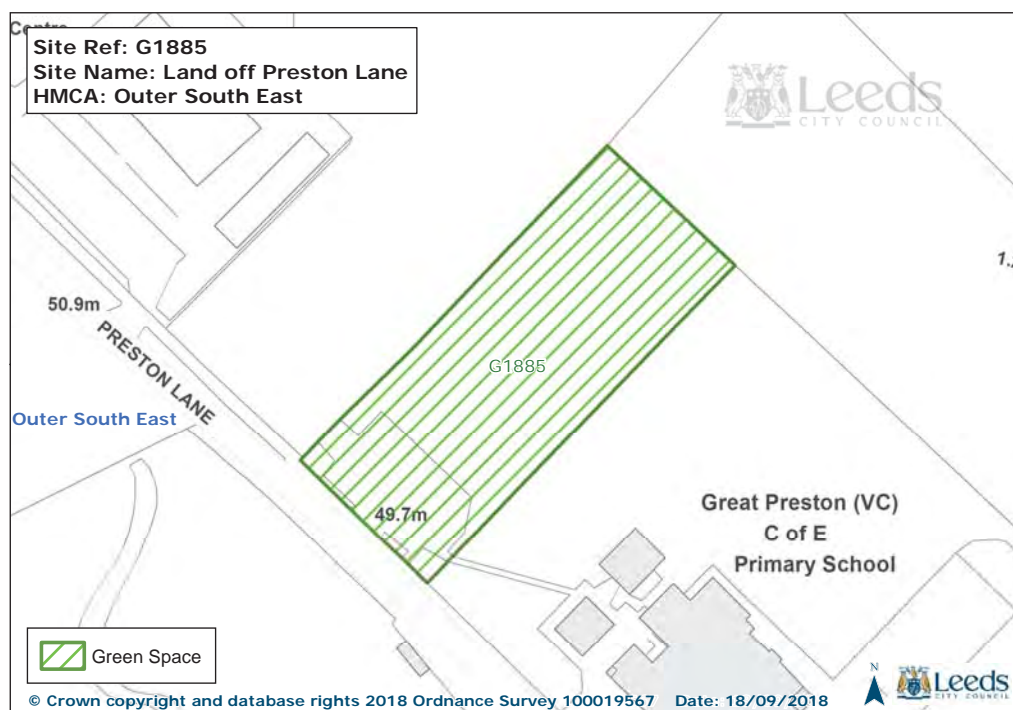 Centre
Site Ref: G1885
Site Name: Land off Preston Lane
HMCA: Outer South East
Leeds
CITY COUNCIL
50.9m
PRESTON LANE
Outer South East
G1885
49.7m
Great Preston (VC)
C of E
Primary School
Green Space
N
Leeds
CITY COUNCIL
© Crown copyright and database rights 2018 Ordnance Survey 100019567 Date: 18/09/2018